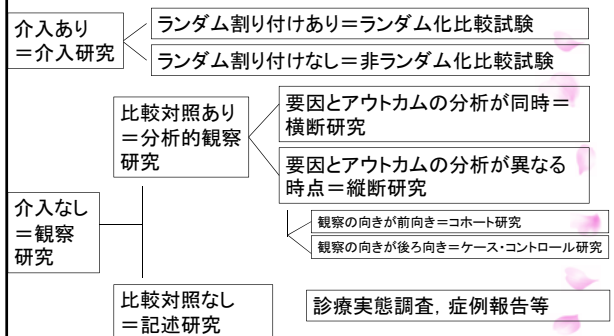 介入あり
＝介入研究
ランダム割り付けあり＝ランダム化比較試験
ランダム割り付けなし＝非ランダム化比較試験
比較対照あり
＝分析的観察
研究
要因とアウトカムの分析が同時＝
横断研究
要因とアウトカムの分析が異なる
時点＝縦断研究
介入なし
＝観察
研究
観察の向きが前向き＝コホート研究
観察の向きが後ろ向き＝ケース・コントロール研究
比較対照なし
＝記述研究
診療実態調査，症例報告等